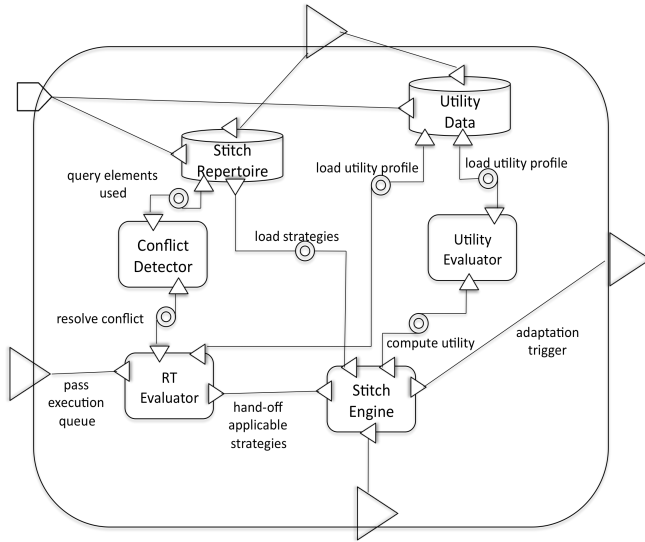 Utility
Data
Stitch
Repertoire
load utility profile
load utility profile
query elements
used
load strategies
Conflict
Detector
Utility
Evaluator
resolve conflict
compute utility
adaptation
trigger
RT
Evaluator
pass
execution
queue
hand-off
applicable
strategies
Stitch
Engine